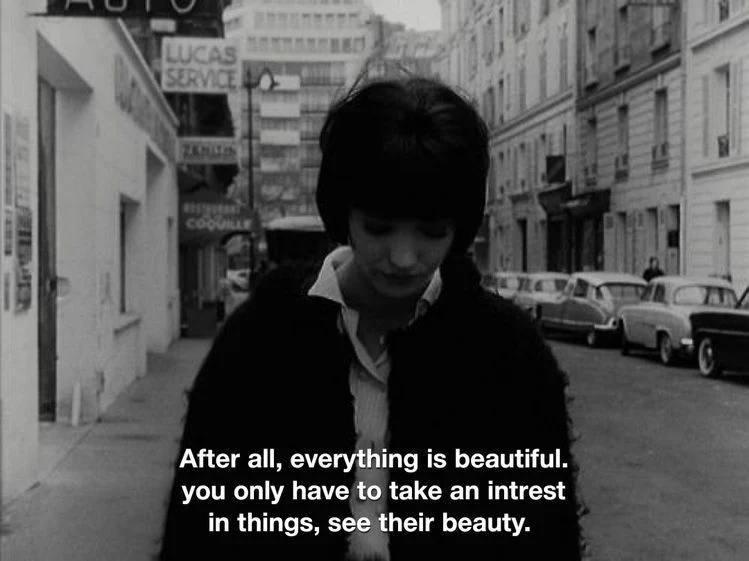 AUTO
LUCAS
SERVICE
ZENITH
RESTAURANT
COQUILLE
After all, everything is beautiful.
you only have to take an intrest
in things, see their beauty.